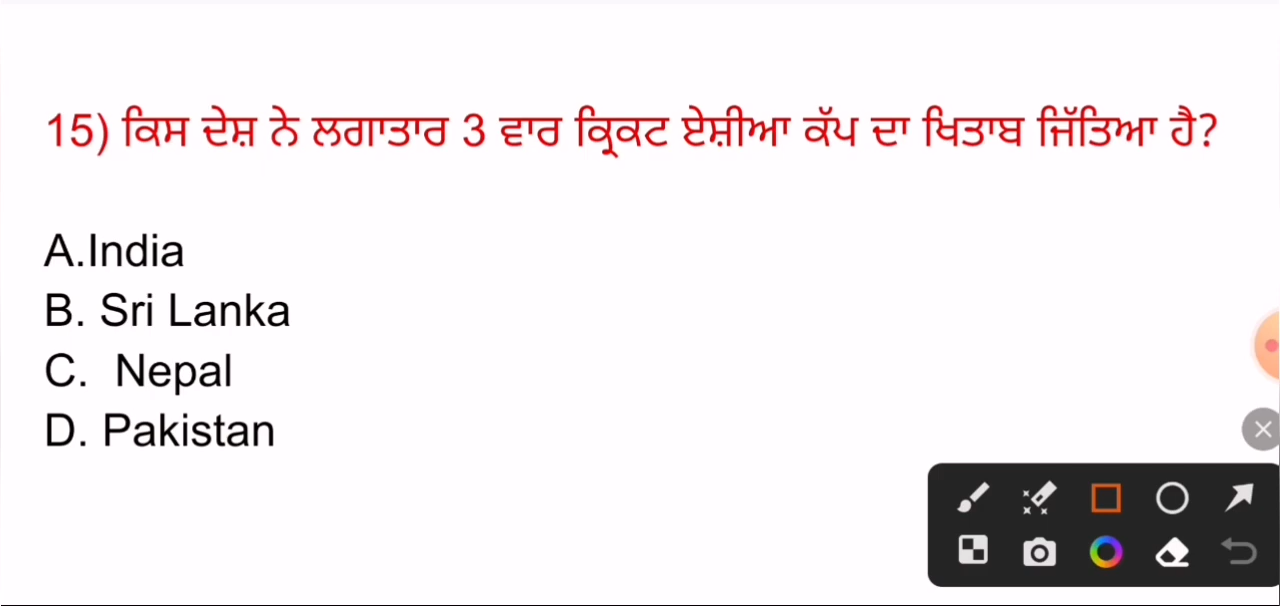 15) ਕਿਸ ਦੇਸ਼ ਨੇ ਲਗਾਤਾਰ 3 ਵਾਰ ਕ੍ਰਿਕਟ ਏਸ਼ੀਆ ਕੱਪ ਦਾ ਖਿਤਾਬ ਜਿੱਤਿਆ ਹੈ?
A.India
B. Sri Lanka
C.  Nepal
D. Pakistan